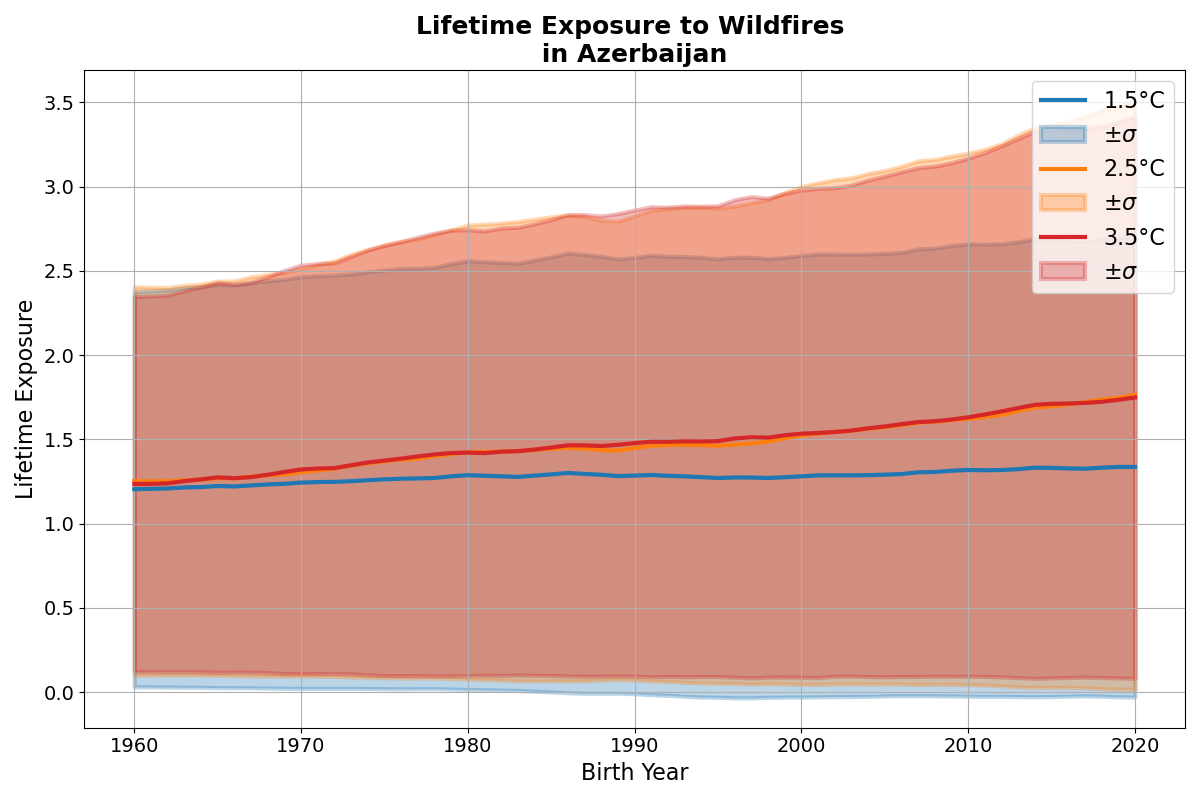 Lifetime Exposure to Wildfires
in Azerbaijan
Lifetime Exposure
3.5
3.0
2.5
2.0
1.5
1.0
0.5
0.0
1960
1970
1980
1990
2000
2010
2020
Birth Year
1.5°C
±σ
2.5°C
±σ
3.5°C
±σ